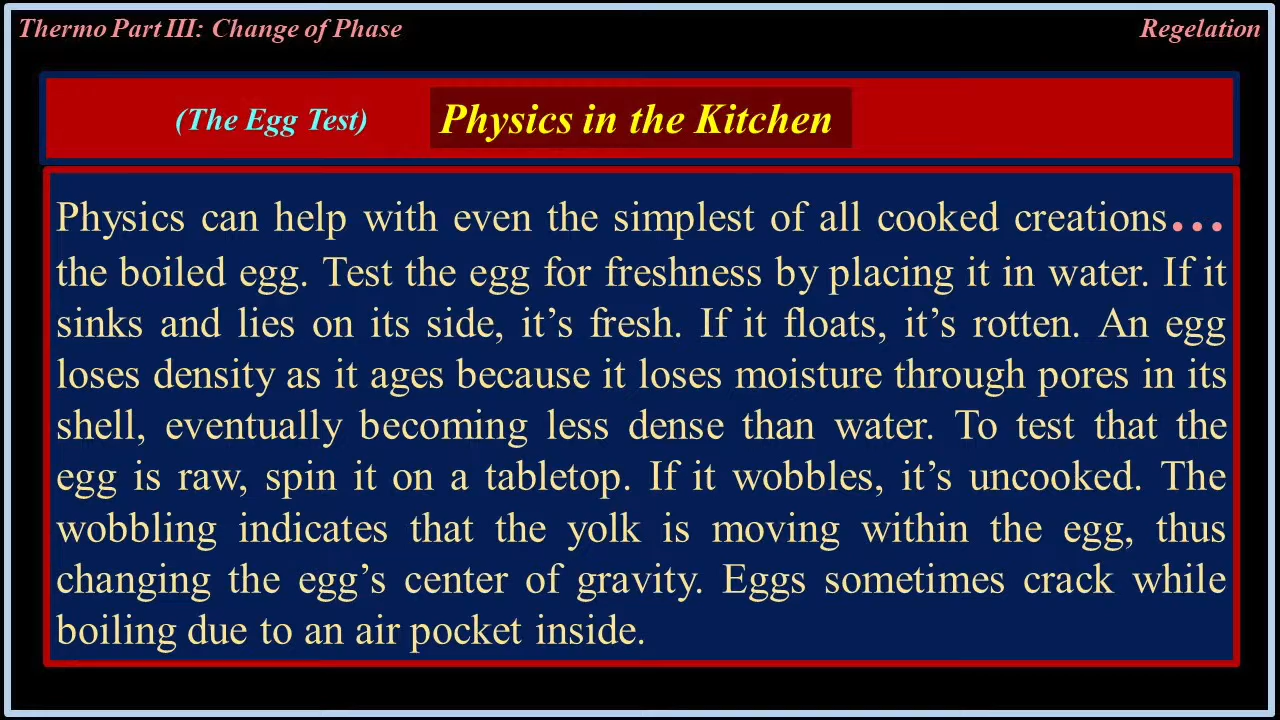 Thermo Part III: Change of Phase
Regelation
(The Egg Test)
Physics in the Kitchen
Physics can help with even the simplest of all cooked creations...
the boiled egg. Test the egg for freshness by placing it in water. If it
sinks and lies on its side, it’s fresh. If it floats, it’s rotten. An egg
loses density as it ages because it loses moisture through pores in its
shell, eventually becoming less dense than water. To test that the
egg is raw, spin it on a tabletop. If it wobbles, it’s uncooked. The
wobbling indicates that the yolk is moving within the egg, thus
changing the egg’s center of gravity. Eggs sometimes crack while
boiling due to an air pocket inside.